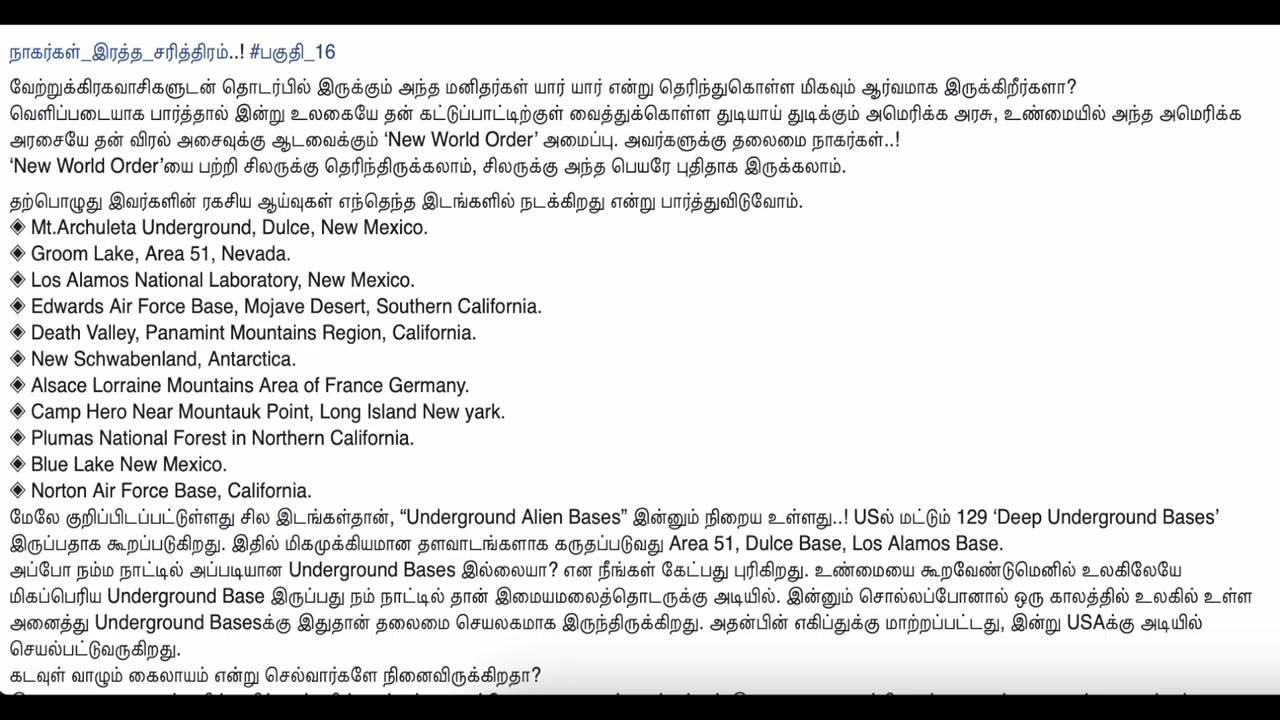 நாகர்கள்_இரத்த_சரித்திரம்..! #பகுதி_16
வேற்றுக்கிரகவாசிகளுடன் தொடர்பில் இருக்கும் அந்த மனிதர்கள் யார் யார் என்று தெரிந்துகொள்ள மிகவும் ஆர்வமாக இருக்கிறீர்களா?
வெளிப்படையாக பார்த்தால் இன்று உலகையே தன் கட்டுப்பாட்டிற்குள் வைத்துக்கொள்ள துடியாய் துடிக்கும் அமெரிக்க அரசு, உண்மையில் அந்த அமெரிக்க
அரசையே தன் விரல் அசைவுக்கு ஆடவைக்கும் ‘New World Order’ அமைப்பு. அவர்களுக்கு தலைமை நாகர்கள்..!
‘New World Order’யை பற்றி சிலருக்கு தெரிந்திருக்கலாம், சிலருக்கு அந்த பெயரே புதிதாக இருக்கலாம்.
தற்பொழுது இவர்களின் ரகசிய ஆய்வுகள் எந்தெந்த இடங்களில் நடக்கிறது என்று பார்த்துவிடுவோம்.
◈ Mt.Archuleta Underground, Dulce, New Mexico.
◈ Groom Lake, Area 51, Nevada.
◈ Los Alamos National Laboratory, New Mexico.
◈ Edwards Air Force Base, Mojave Desert, Southern California.
◈ Death Valley, Panamint Mountains Region, California.
◈ New Schwabenland, Antarctica.
◈ Alsace Lorraine Mountains Area of France Germany.
◈ Camp Hero Near Mountauk Point, Long Island New yark.
◈ Plumas National Forest in Northern California.
◈ Blue Lake New Mexico.
◈ Norton Air Force Base, California.
மேலே குறிப்பிடப்பட்டுள்ளது சில இடங்கள்தான், “Underground Alien Bases” இன்னும் நிறைய உள்ளது..! USல் மட்டும் 129 ‘Deep Underground Bases’
இருப்பதாக கூறப்படுகிறது. இதில் மிகமுக்கியமான தளவாடங்களாக கருதப்படுவது Area 51, Dulce Base, Los Alamos Base.
அப்போ நம்ம நாட்டில் அப்படியான Underground Bases இல்லையா? என நீங்கள் கேட்பது புரிகிறது. உண்மையை கூறவேண்டுமெனில் உலகிலேயே
மிகப்பெரிய Underground Base இருப்பது நம் நாட்டில் தான் இமையமலைத்தொடருக்கு அடியில். இன்னும் சொல்லப்போனால் ஒரு காலத்தில் உலகில் உள்ள
அனைத்து Underground Basesக்கு இதுதான் தலைமை செயலகமாக இருந்திருக்கிறது. அதன்பின் எகிப்துக்கு மாற்றப்பட்டது, இன்று USAக்கு அடியில்
செயல்பட்டுவருகிறது.
கடவுள் வாழும் கைலாயம் என்று செல்வார்களே நினைவிருக்கிறதா?